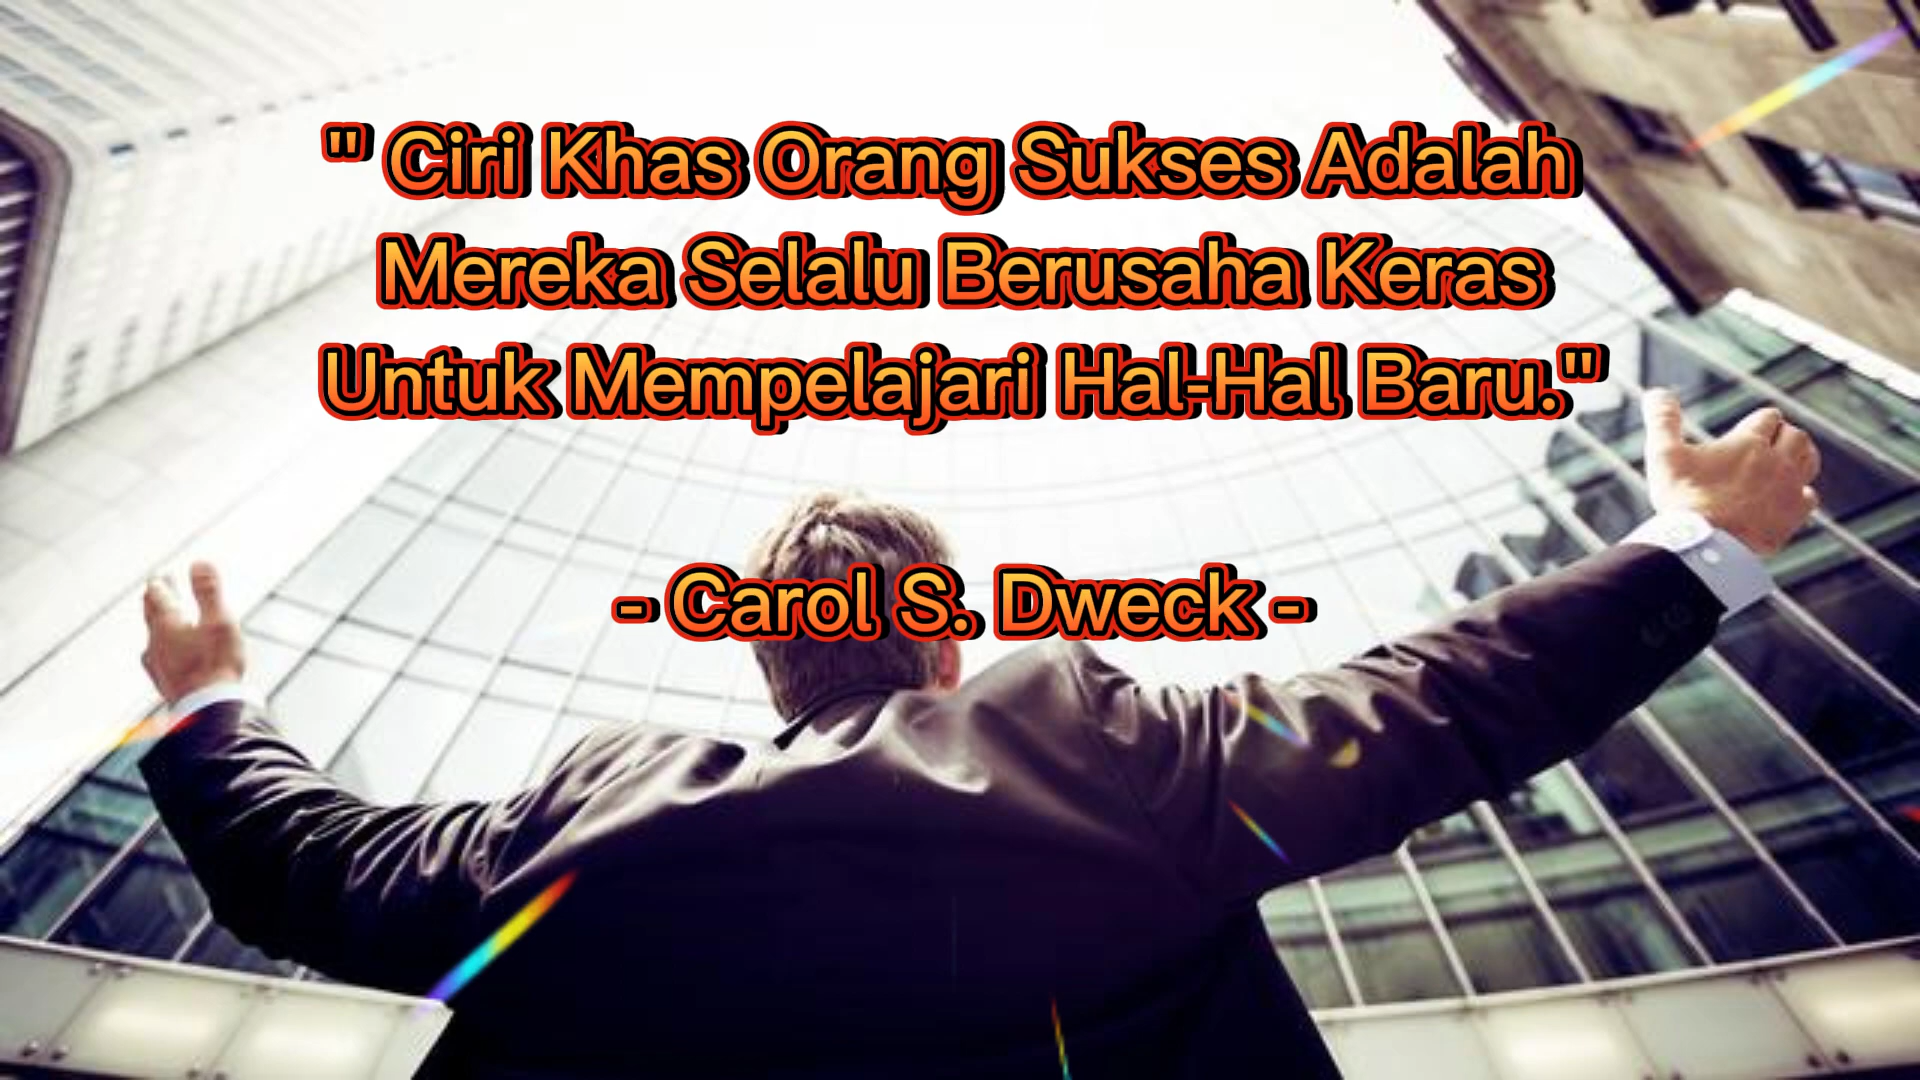 " Ciri Khas Orang Sukses Adalah
Mereka Selalu Berusaha Keras
Untuk Mempelajari Hal-Hal Baru."
- Carol S. Dweck -